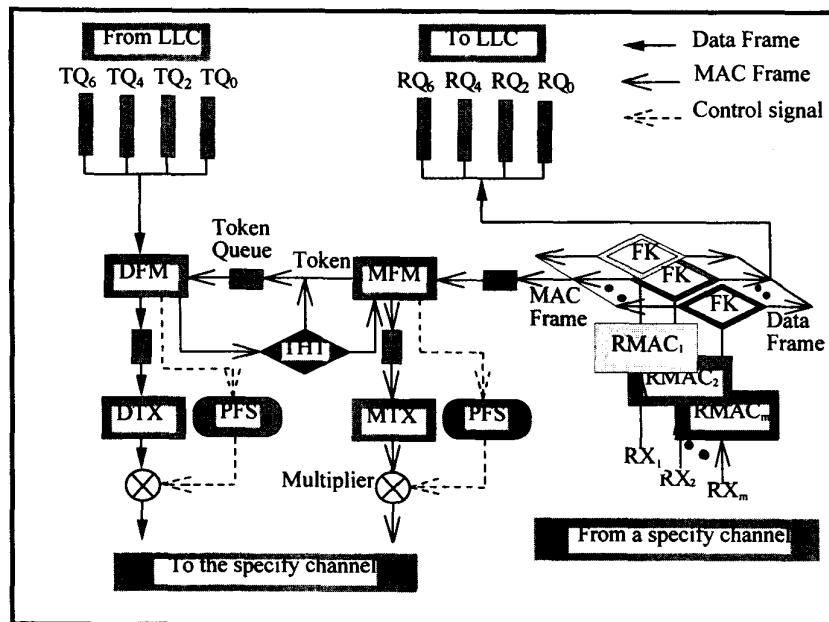 From LLC
To LLC
Data Frame
MAC Frame
Control signal
TQ6 TQ4 TQ2 TQ0
RQ6 RQ4 RQ2 RQ0
Token
Queue
Token
DFM
MFM
FK
FK
FK
MAC
Frame
Data
Frame
THT
RMAC1
RMAC2
RMACm
DTX
PFS
MTX
PFS
RX1
RX2
RXm
Multiplier
To the specify channel
From a specify channel